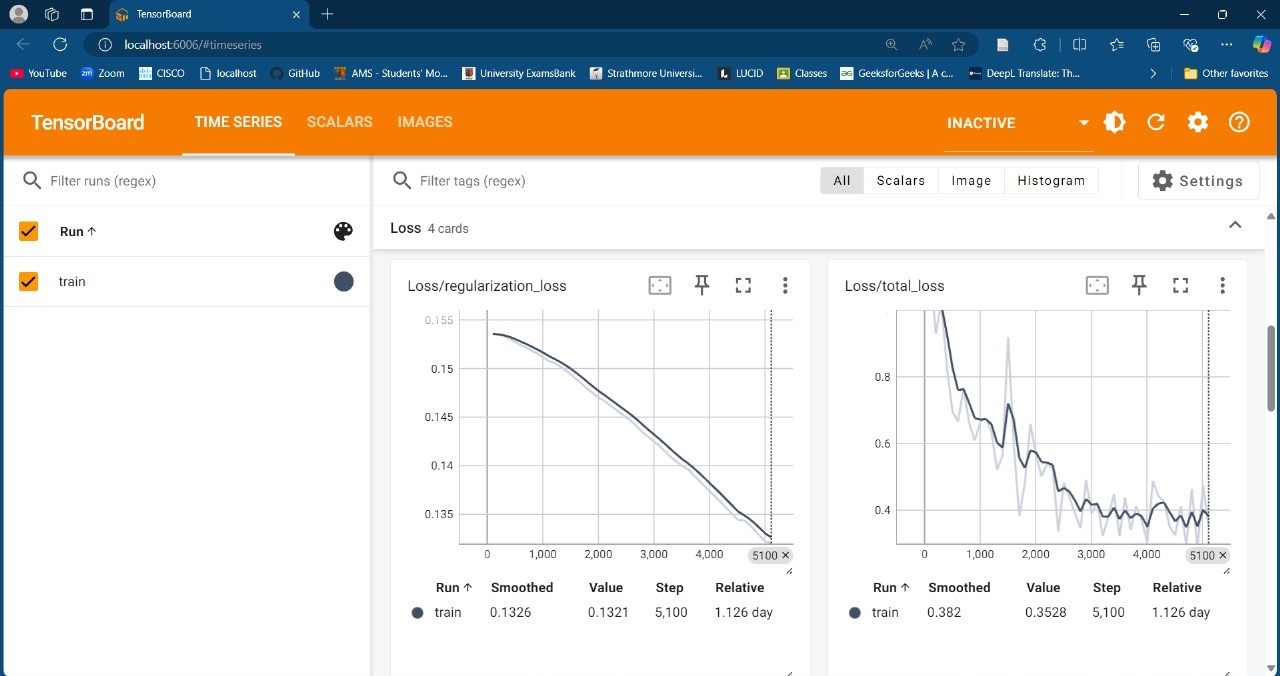 TensorBoard
localhost:6006/#timeseries
YouTube Zoom CISCO localhost GitHub AMS - Students' Mo... University ExamsBank Strathmore Universi... LUCID Classes GeeksforGeeks | A c... DeepL Translate: Th... Other favorites
TensorBoard TIME SERIES SCALARS IMAGES INACTIVE
Filter runs (regex)
Run ↑
train
Filter tags (regex) All Scalars Image Histogram Settings
Loss 4 cards
Loss/regularization_loss
0.155
0.15
0.145
0.14
0.135
0 1,000 2,000 3,000 4,000 5100 ✕
Run ↑ Smoothed Value Step Relative
train 0.1326 0.1321 5,100 1.126 day
Loss/total_loss
0.8
0.6
0.4
0 1,000 2,000 3,000 4,000 5100 ✕
Run ↑ Smoothed Value Step Relative
train 0.382 0.3528 5,100 1.126 day